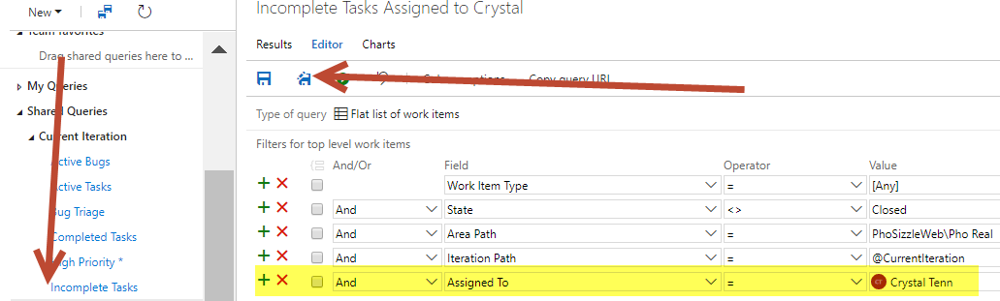 New
Team favorites
Drag shared queries here to ...
My Queries
Shared Queries
Current Iteration
Active Bugs
Active Tasks
Bug Triage
Completed Tasks
High Priority *
Incomplete Tasks
Incomplete Tasks Assigned to Crystal
Results Editor Charts
Copy query URL
Type of query Flat list of work items
Filters for top level work items
And/Or Field Operator Value
Work Item Type = [Any]
And State <> Closed
And Area Path = PhoSizzleWeb\Pho Real
And Iteration Path = @CurrentIteration
And Assigned To = CT Crystal Tenn